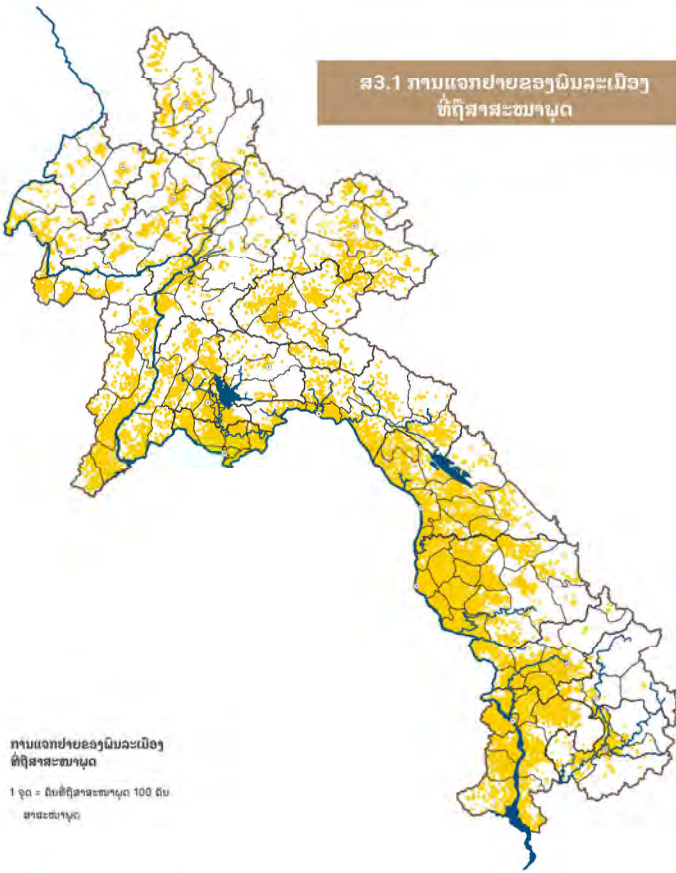 ສ3.1 ການແຈກຢາຍຂອງພົນລະເມືອງ
ທີ່ຖືສາສະໜາພຸດ
ການແຈກຢາຍຂອງພົນລະເມືອງ
ທີ່ຖືສາສະໜາພຸດ
1 ຈຸດ = ຄົນທີ່ຖືສາສະໜາພຸດ 100 ຄົນ
ສາສະໜາພຸດ